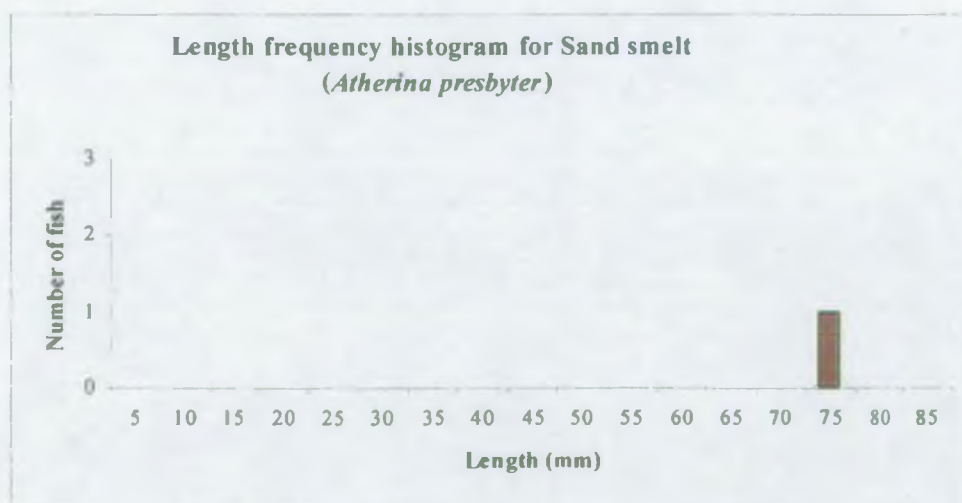 Length frequency histogram for Sand smelt
(Atherina presbyter)
3
2
1
0
Number of fish
5 10 15 20 25 30 35 40 45 50 55 60 65 70 75 80 85
Length (mm)